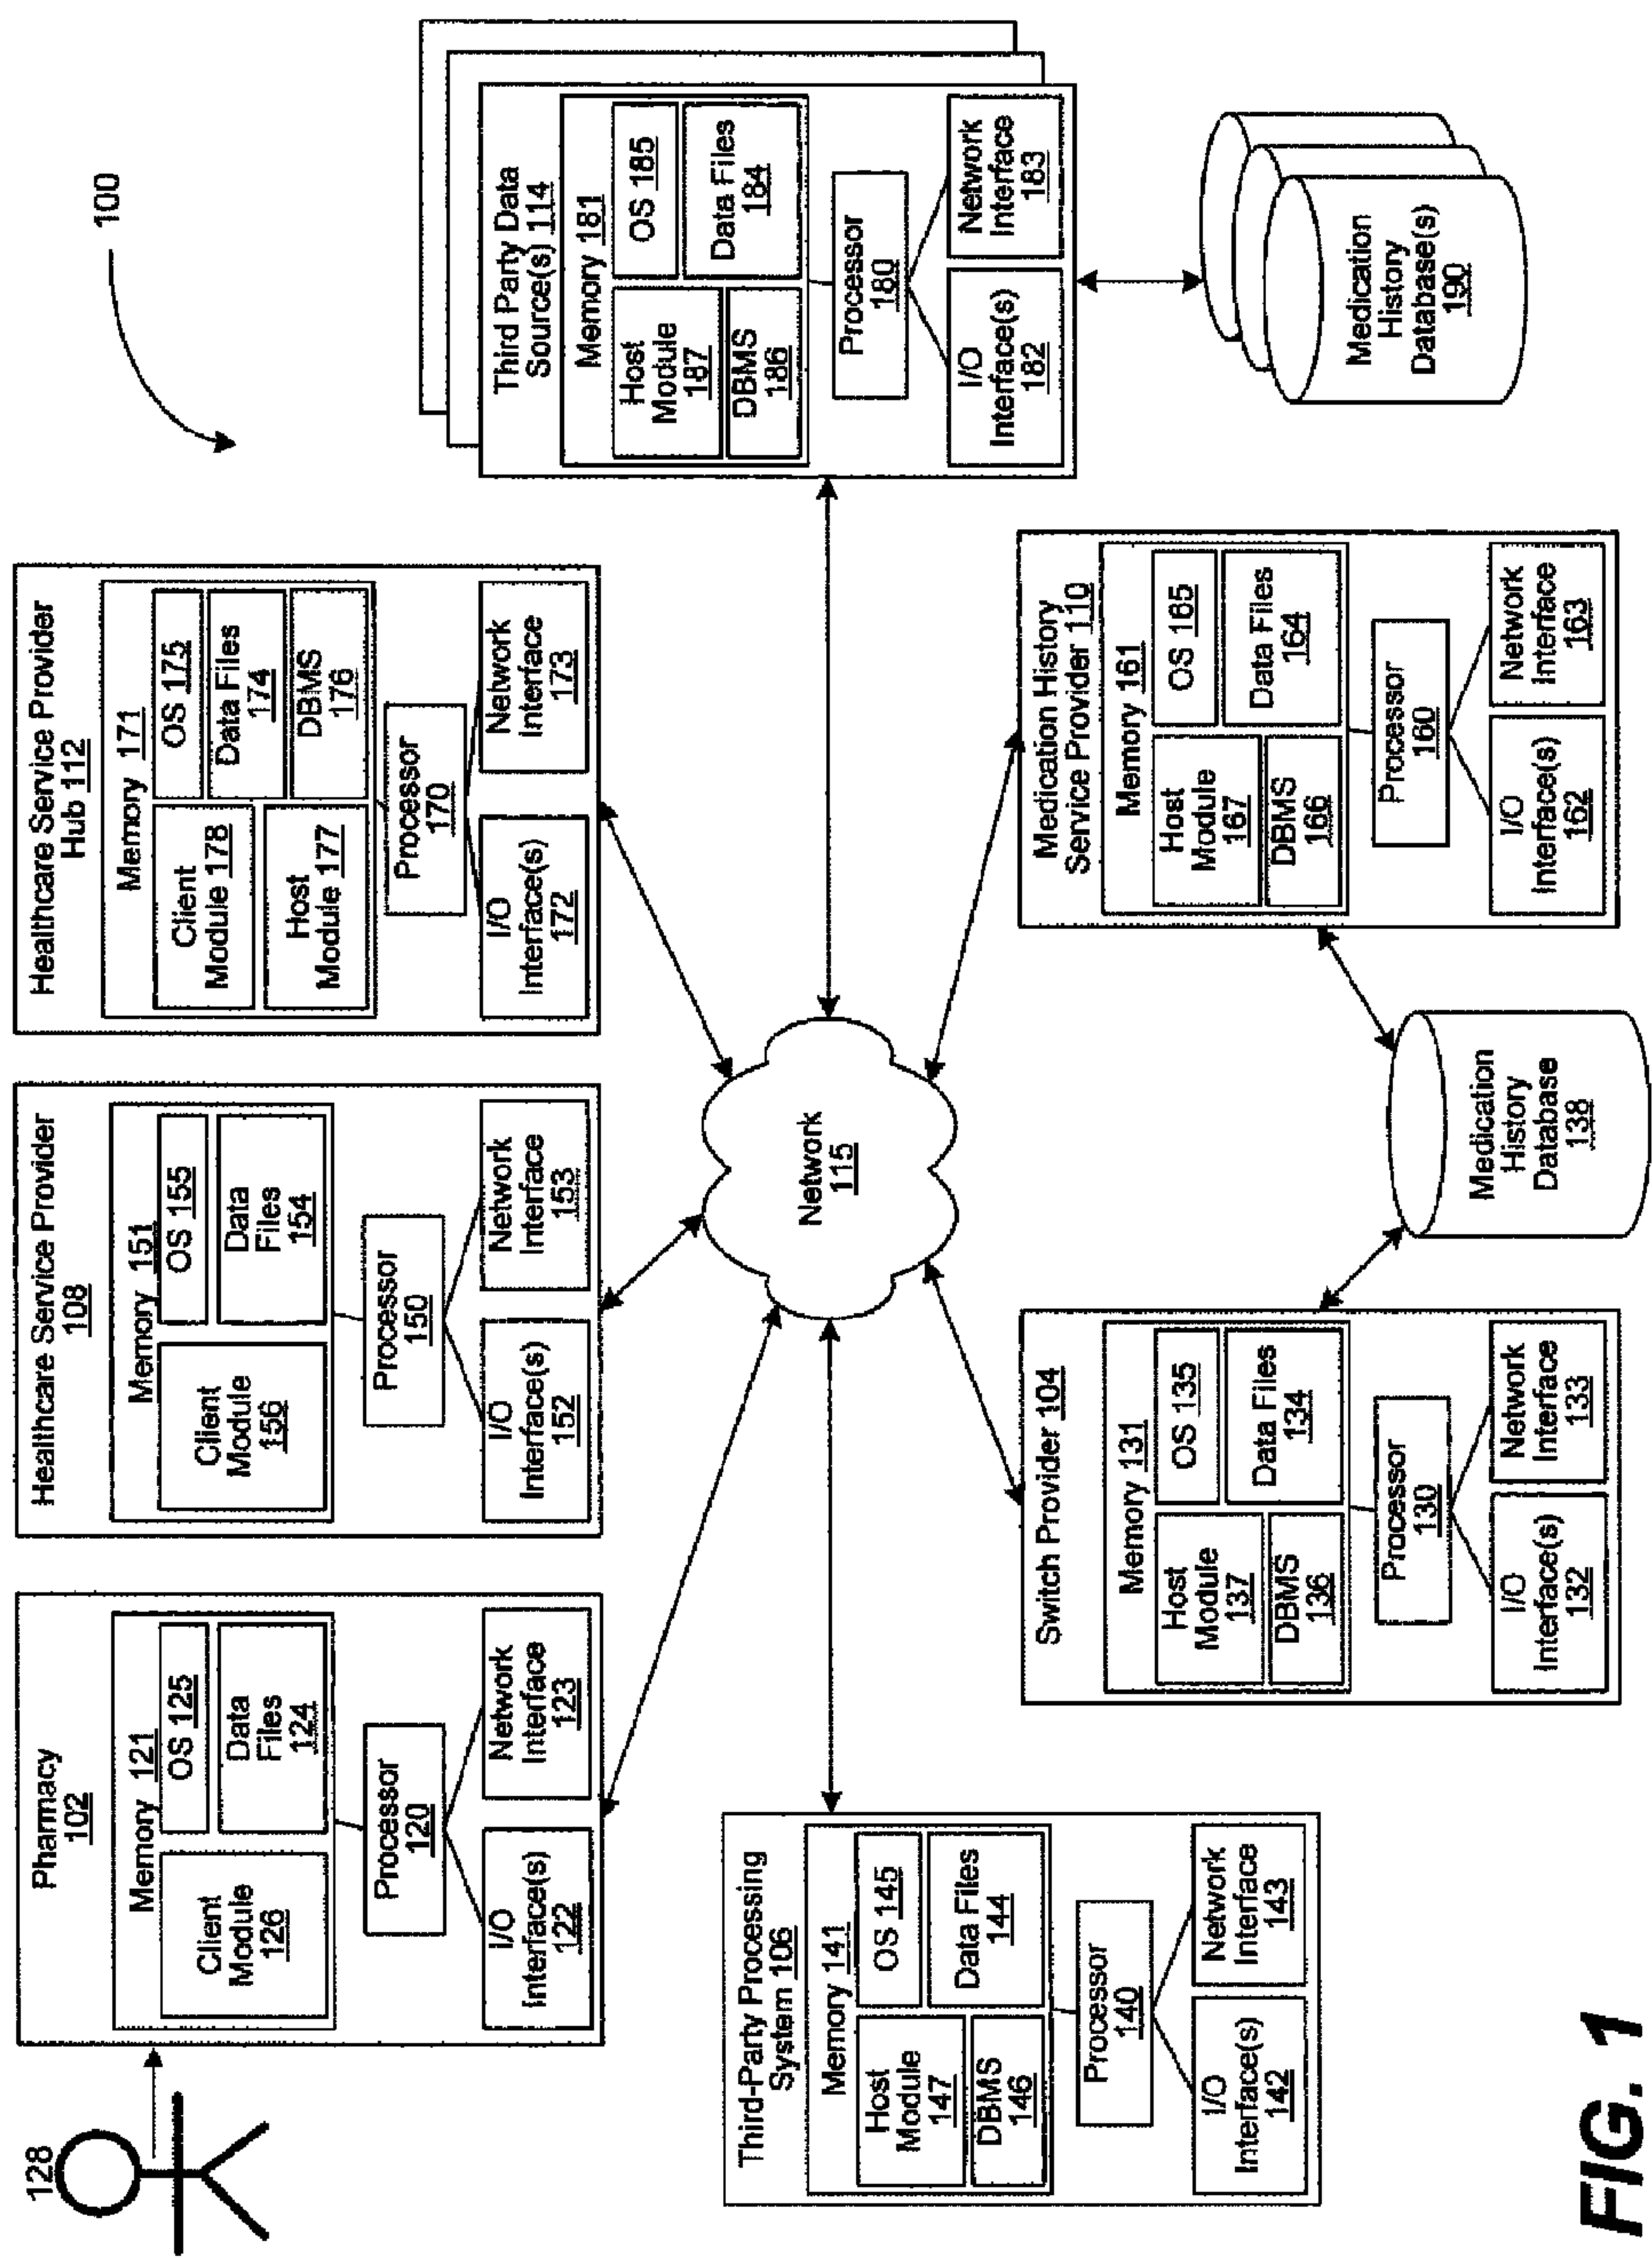 100
128
Pharmacy
102
Memory 121
Client
Module
126
OS 125
Data
Files
124
Processor
120
I/O
Interface(s)
122
Network
Interface
123
Healthcare Service Provider
108
Memory 151
Client
Module
156
OS 155
Data
Files
154
Processor
150
I/O
Interface(s)
152
Network
Interface
153
Healthcare Service Provider
Hub 112
Memory 171
Client
Module 178
Host
Module 177
OS 175
Data Files
174
DBMS
176
Processor
170
I/O
Interface(s)
172
Network
Interface
173
Third Party Data
Source(s) 114
Memory 181
Host
Module
187
DBMS
186
OS 185
Data Files
184
Processor
180
I/O
Interface(s)
182
Network
Interface
183
Medication
History
Database(s)
190
Network
115
Third-Party Processing
System 106
Memory 141
Host
Module
147
DBMS
146
OS 145
Data Files
144
Processor
140
I/O
Interface(s)
142
Network
Interface
143
Switch Provider 104
Memory 131
Host
Module
137
DBMS
136
OS 135
Data Files
134
Processor
130
I/O
Interface(s)
132
Network
Interface
133
Medication
History
Database
138
Medication History
Service Provider 110
Memory 161
Host
Module
167
DBMS
166
OS 165
Data Files
164
Processor
160
I/O
Interface(s)
162
Network
Interface
163
FIG. 1